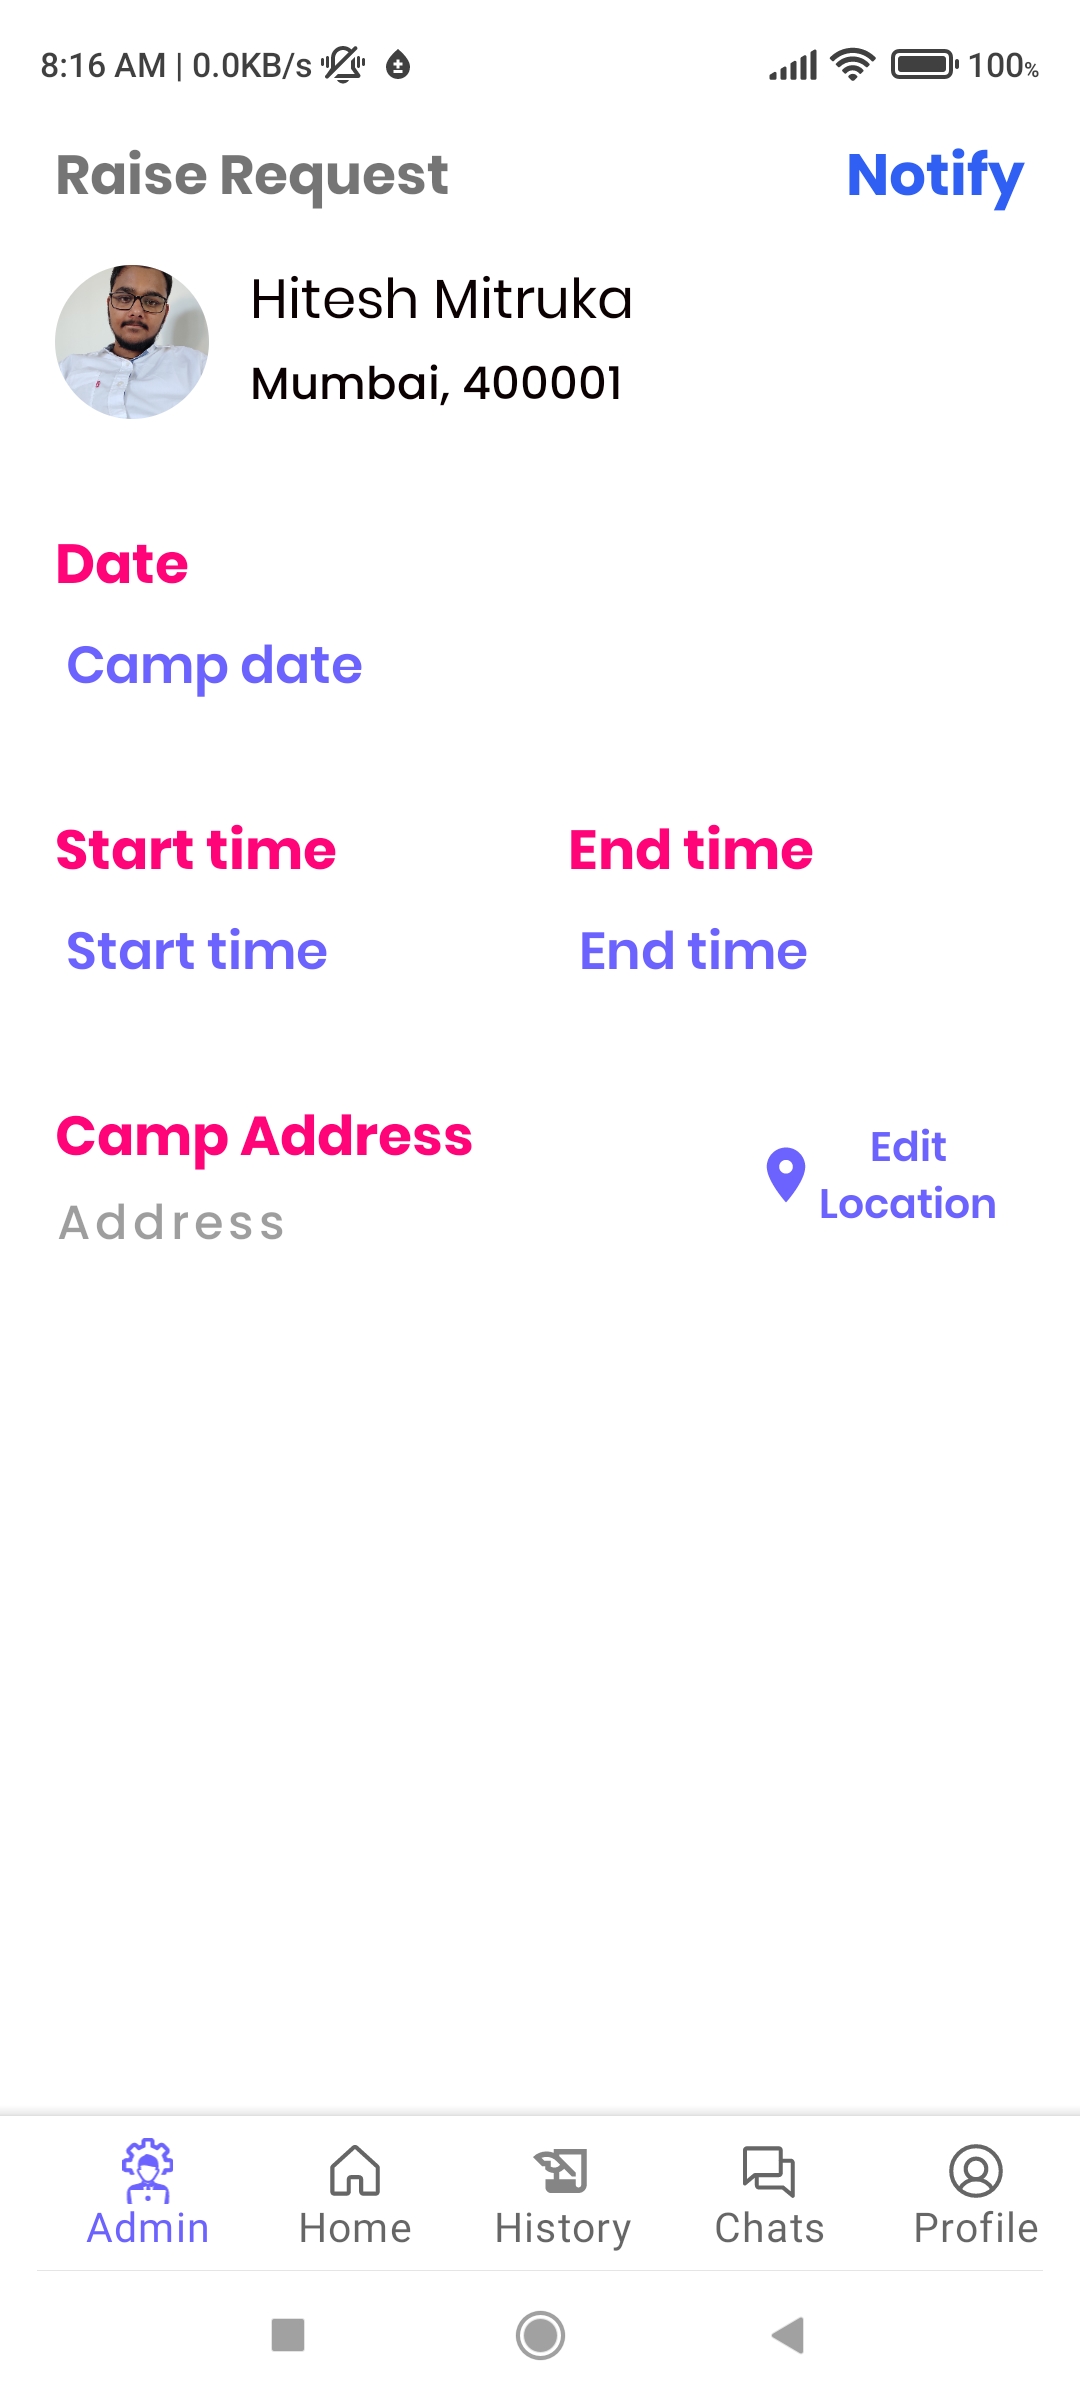 8:16 AM | 0.0KB/s 100%
Raise Request Notify
Hitesh Mitruka
Mumbai, 400001
Date
Camp date
Start time End time
Start time End time
Camp Address
Edit
Location
Address
Admin Home History Chats Profile